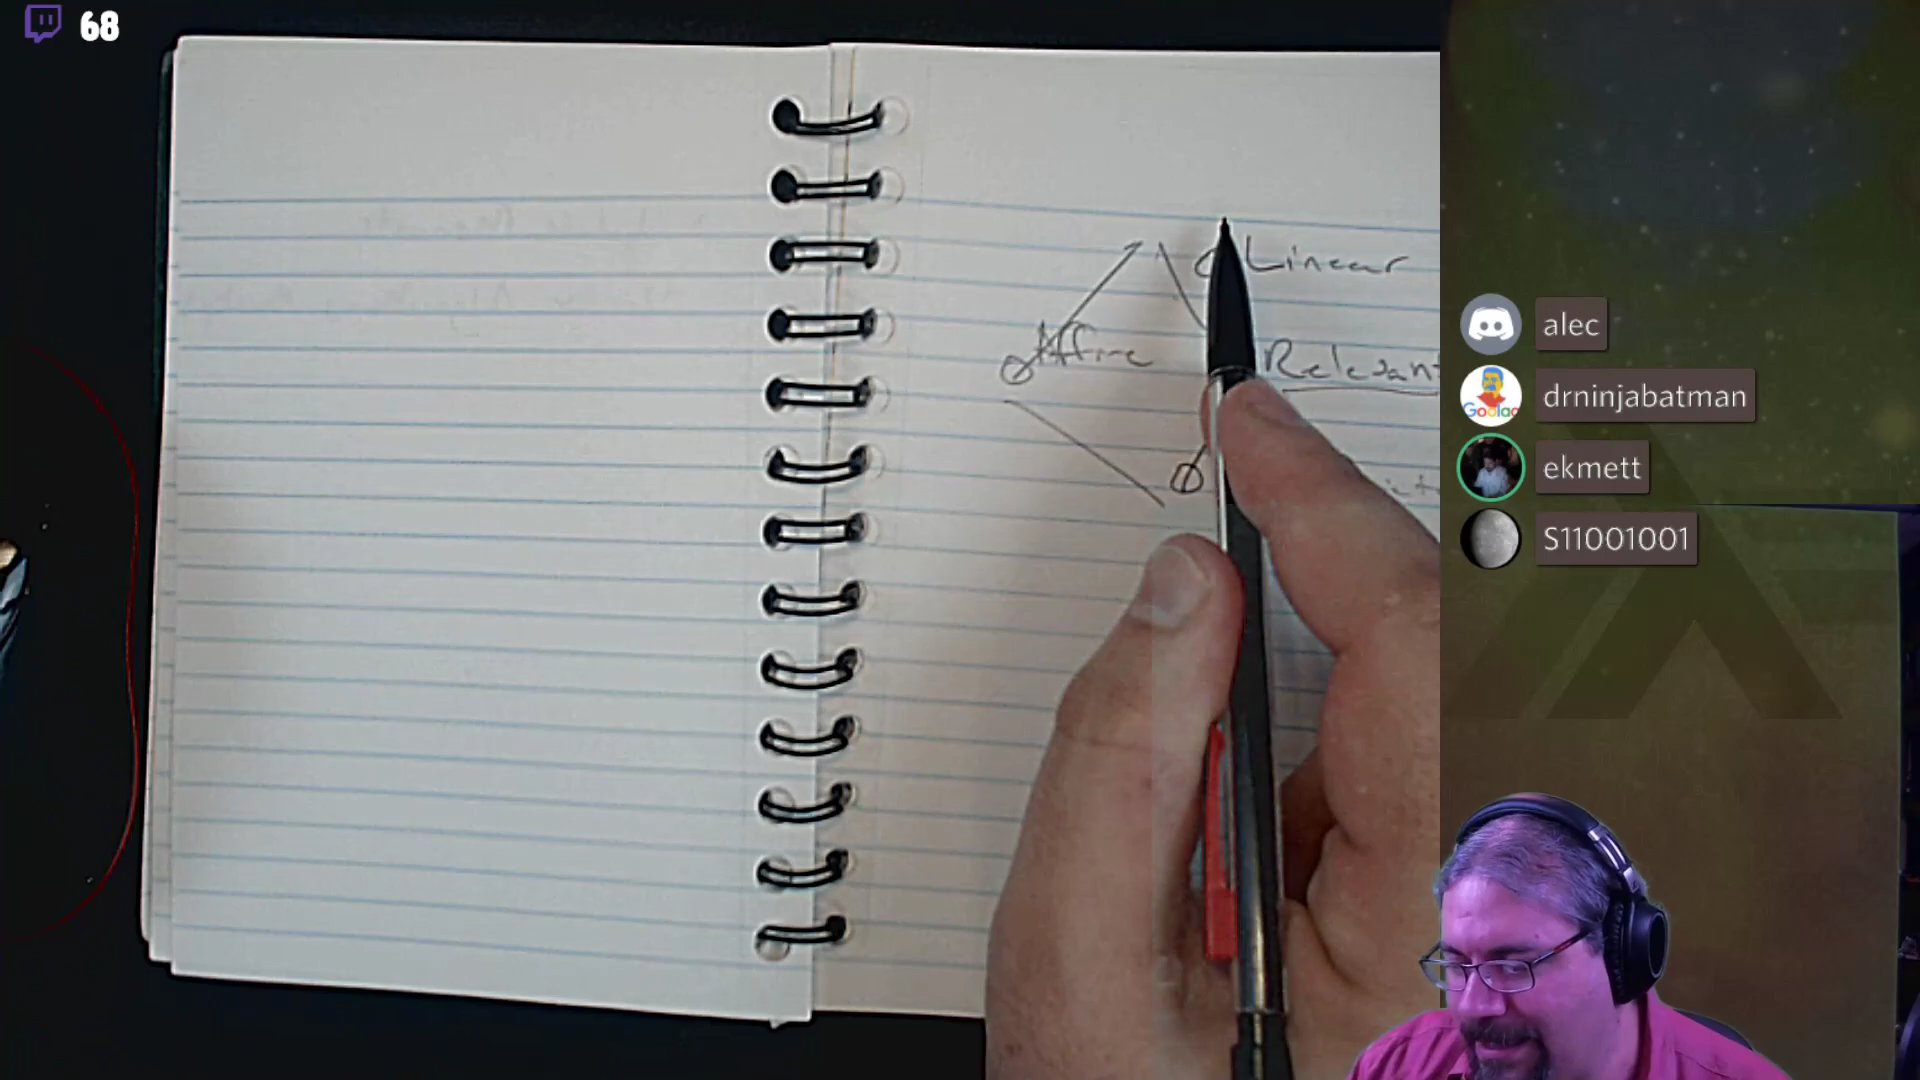 68
Linear
Affine
Relevant
alec
drninjabatman
ekmett
S11001001